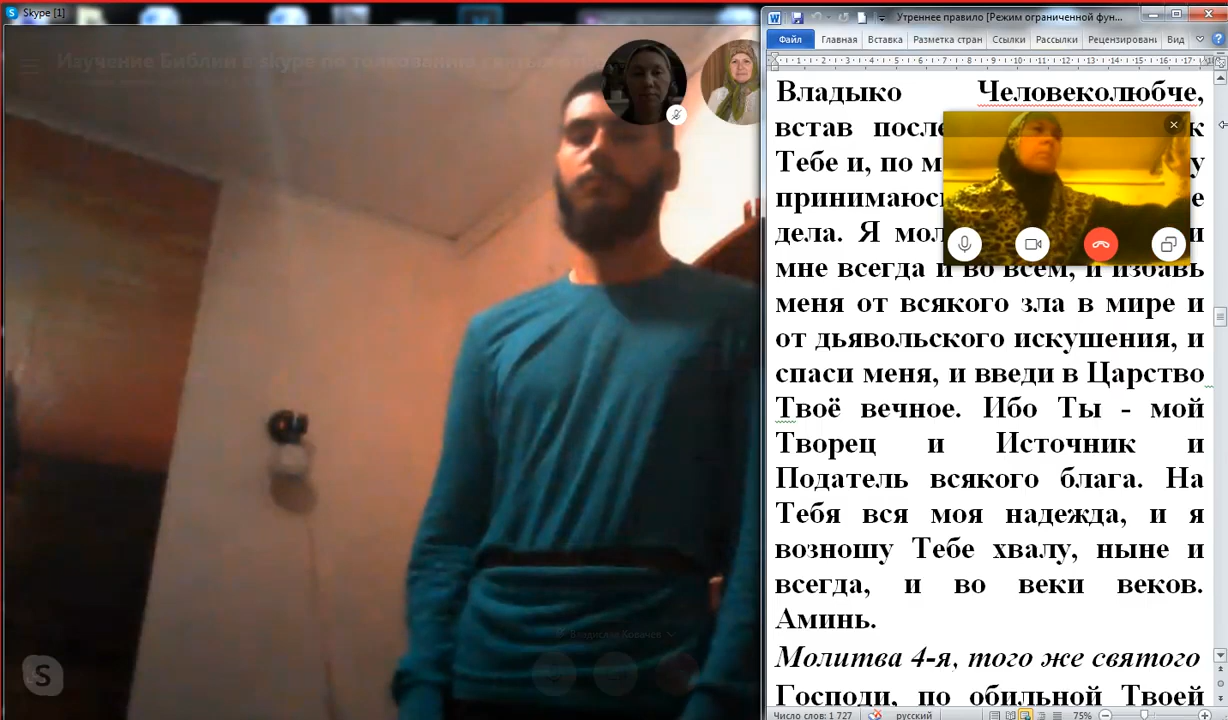 Skype [1]
Изучение Библии в skype по толкованиям
Владислав Ковачев
Утреннее правило [Режим ограниченной фун...
Файл Главная Вставка Разметка стран Ссылки Рассылки Рецензировани Вид
Владыко Человеколюбче,
встав после к
Тебе и, по м у
принимаюс е
дела. Я мол и
мне всегда и во всем, и избавь
меня от всякого зла в мире и
от дьявольского искушения, и
спаси меня, и введи в Царство
Твоё вечное. Ибо Ты - мой
Творец и Источник и
Податель всякого блага. На
Тебя вся моя надежда, и я
возношу Тебе хвалу, ныне и
всегда, и во веки веков.
Аминь.
Молитва 4-я, того же святого
Господи, по обильной Твоей
Число слов: 1 727 русский 75%